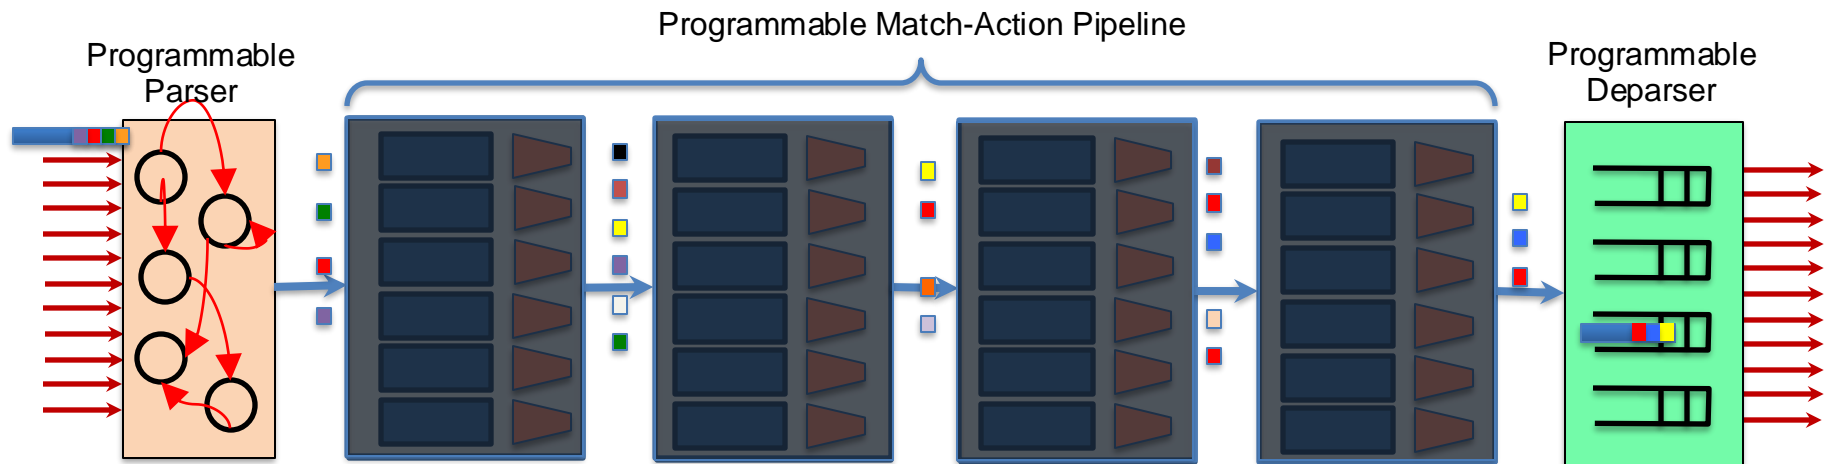 Programmable Match-Action Pipeline
Programmable
Parser
Programmable
Deparser